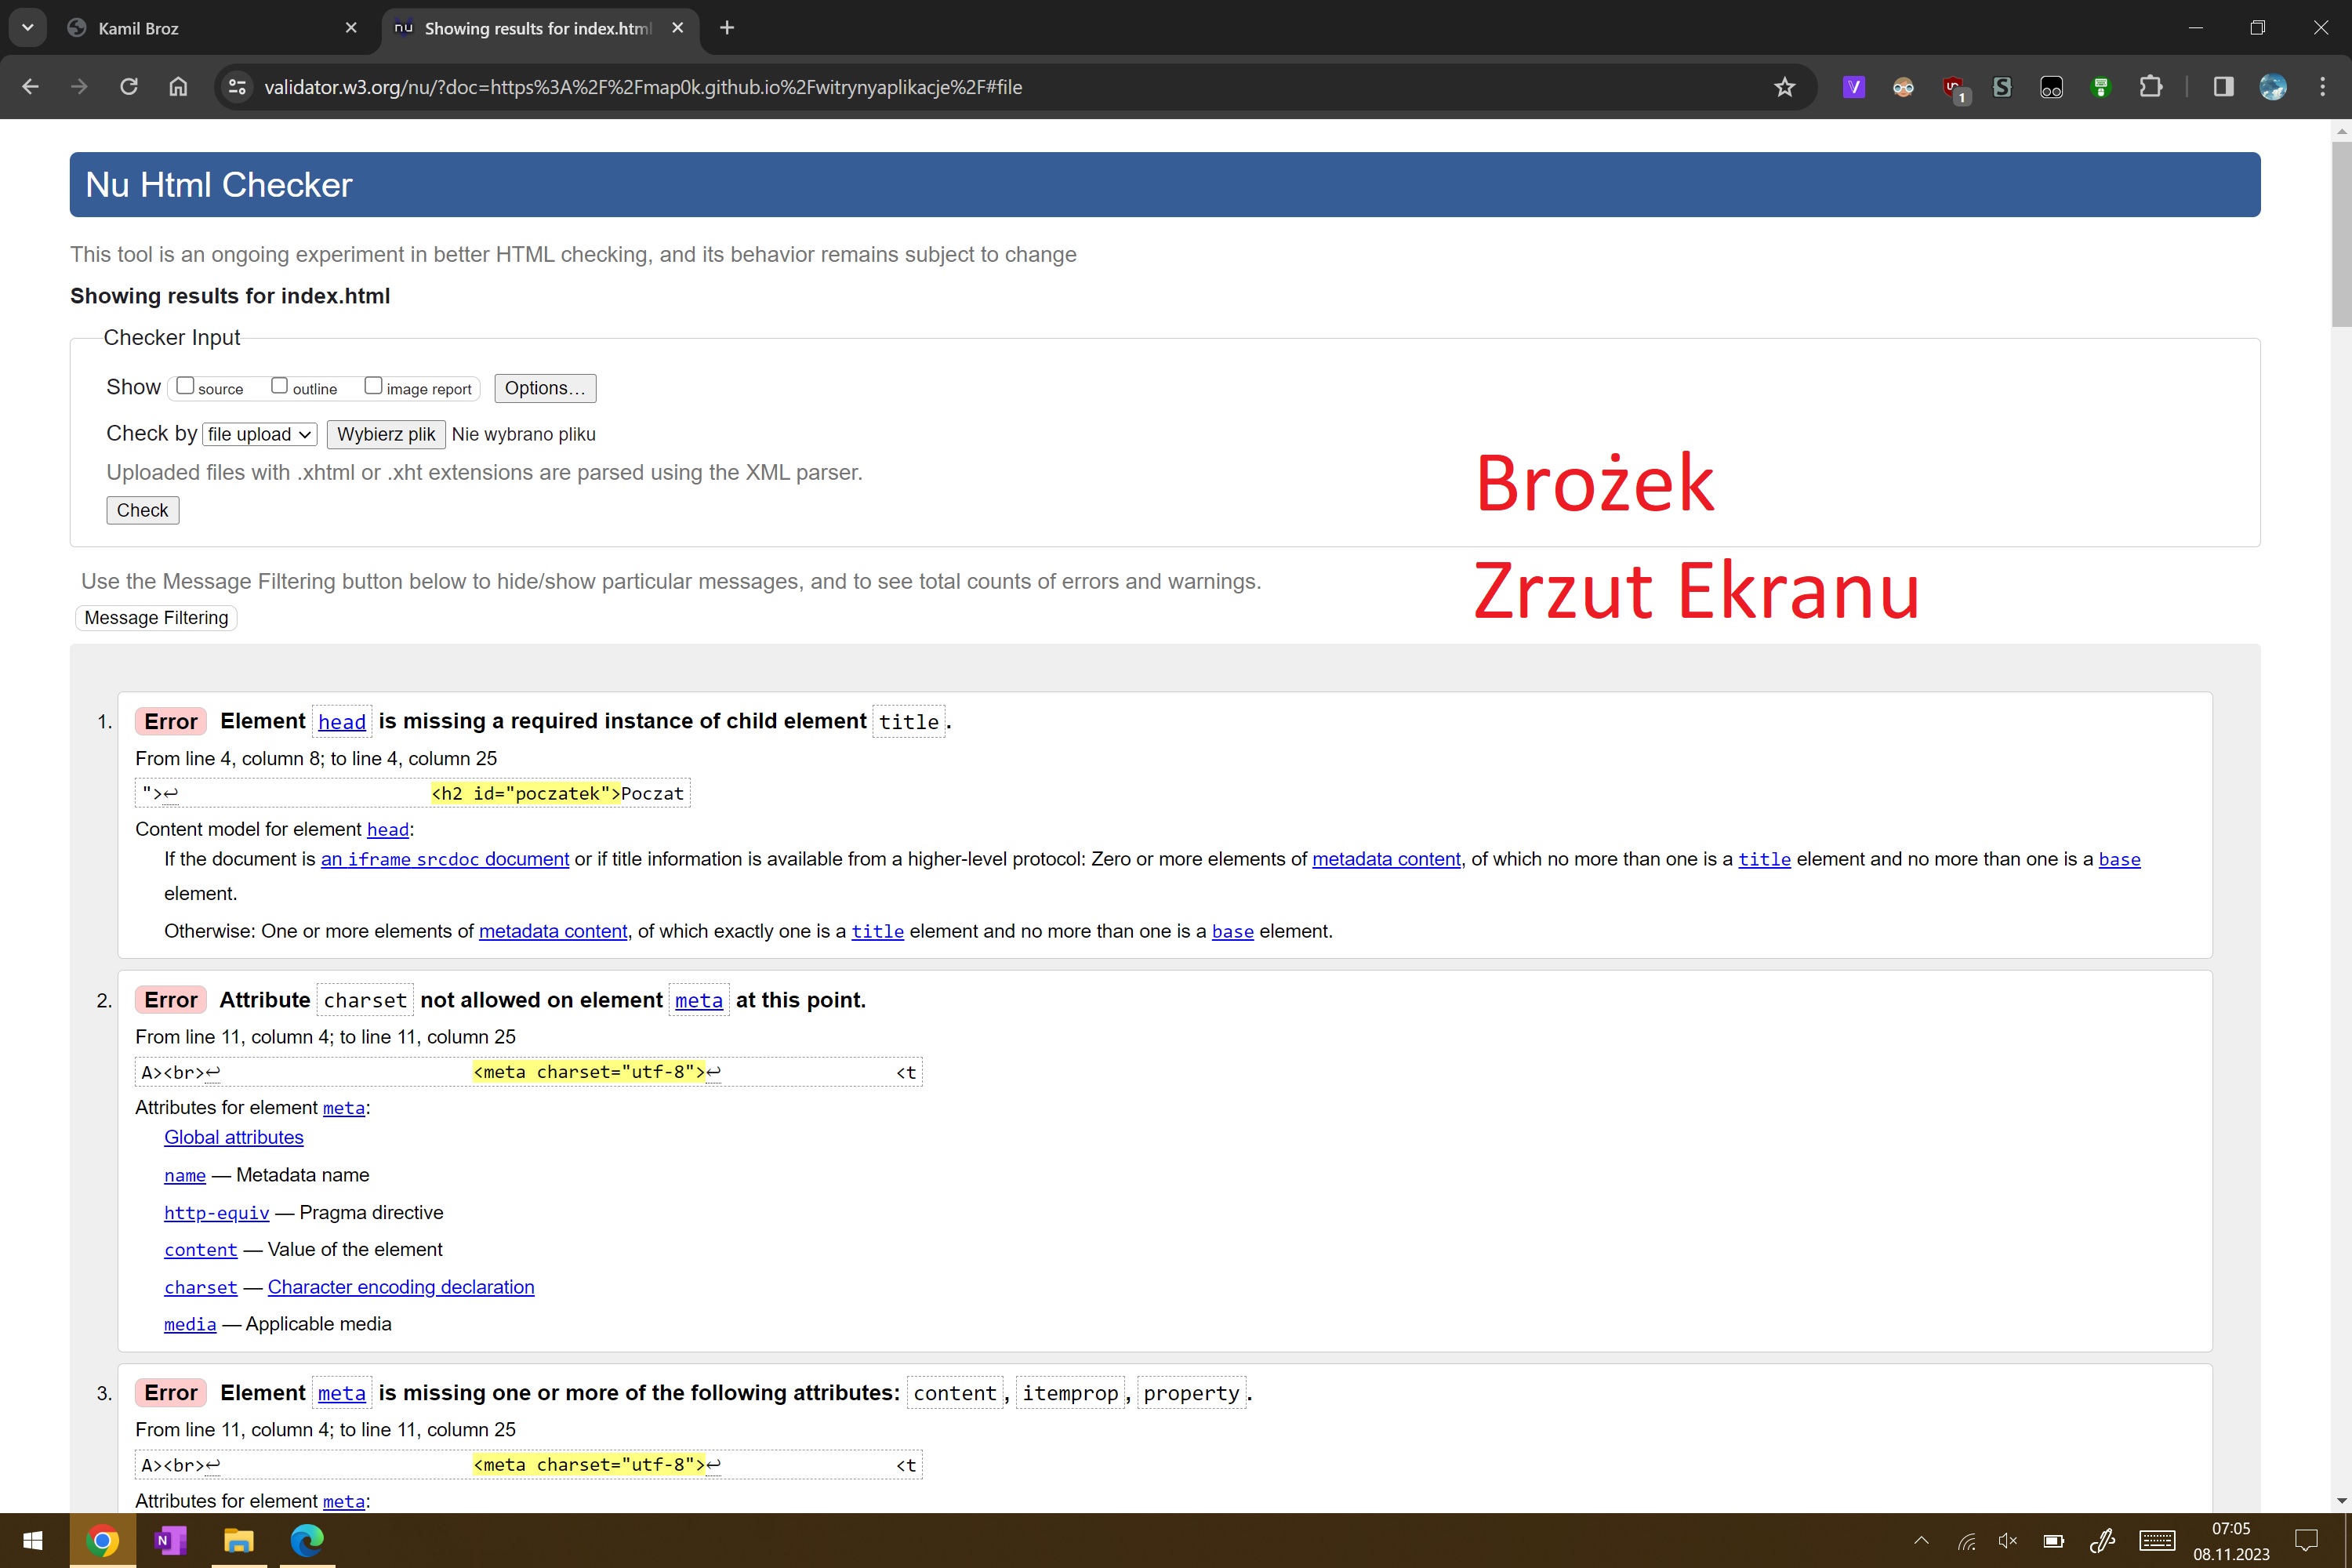 Kamil Broz
Showing results for index.html
validator.w3.org/nu/?doc=https%3A%2F%2Fmap0k.github.io%2Fwitrynyaplikacje%2F#file
1
Nu Html Checker
This tool is an ongoing experiment in better HTML checking, and its behavior remains subject to change
Showing results for index.html
Checker Input
Show source outline image report Options…
Check by file upload Wybierz plik Nie wybrano pliku
Uploaded files with .xhtml or .xht extensions are parsed using the XML parser.
Check
Brożek
Zrzut Ekranu
Use the Message Filtering button below to hide/show particular messages, and to see total counts of errors and warnings.
Message Filtering
1. Error Element head is missing a required instance of child element title.
From line 4, column 8; to line 4, column 25
">↩ <h2 id="poczatek">Poczat
Content model for element head:
If the document is an iframe srcdoc document or if title information is available from a higher-level protocol: Zero or more elements of metadata content, of which no more than one is a title element and no more than one is a base
element.
Otherwise: One or more elements of metadata content, of which exactly one is a title element and no more than one is a base element.
2. Error Attribute charset not allowed on element meta at this point.
From line 11, column 4; to line 11, column 25
A><br>↩ <meta charset="utf-8">↩ <t
Attributes for element meta:
Global attributes
name — Metadata name
http-equiv — Pragma directive
content — Value of the element
charset — Character encoding declaration
media — Applicable media
3. Error Element meta is missing one or more of the following attributes: content, itemprop, property.
From line 11, column 4; to line 11, column 25
A><br>↩ <meta charset="utf-8">↩ <t
Attributes for element meta:
07:05
08.11.2023